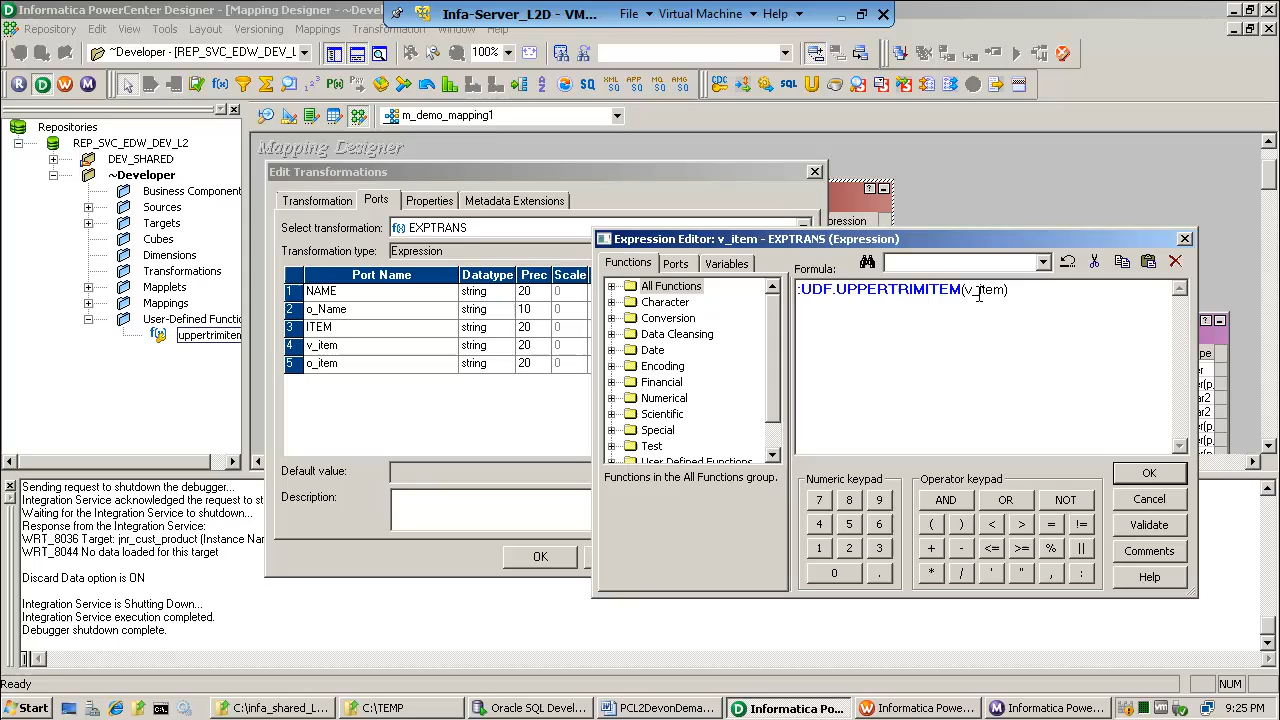 Informatica PowerCenter Designer - [Mapping Designer - ~De
Infa-Server_L2D - VM...
File
Virtual Machine
Help
Repository Edit View Tools Layout Versioning Mappings Transformation Window Help
~Developer - [REP_SVC_EDW_DEV_L
100%
m_demo_mapping1
Repositories
REP_SVC_EDW_DEV_L2
DEV_SHARED
~Developer
Business Componen
Sources
Targets
Cubes
Dimensions
Transformations
Mapplets
Mappings
User-Defined Functio
uppertrimitem
Mapping Designer
Edit Transformations
Transformation Ports Properties Metadata Extensions
Select transformation: f(x) EXPTRANS
Transformation type: Expression
Port Name Datatype Prec Scale
1 NAME string 20 0
2 o_Name string 10 0
3 ITEM string 20 0
4 v_item string 20 0
5 o_item string 20 0
Default value:
Description:
OK
pression
Expression Editor: v_item - EXPTRANS (Expression)
Functions Ports Variables
Formula:
:UDF.UPPERTRIMITEM(v_item)
All Functions
Character
Conversion
Data Cleansing
Date
Encoding
Financial
Numerical
Scientific
Special
Test
User Defined Functions
Functions in the All Functions group.
Numeric keypad
7 8 9
4 5 6
1 2 3
0 .
Operator keypad
AND OR NOT
( ) < > = !=
+ - <= >= % ||
* / ' " , :
OK
Cancel
Validate
Comments
Help
Sending request to shutdown the debugger...
Integration Service acknowledged the request to sh
Waiting for the Integration Service to shutdown...
Response from the Integration Service:
WRT_8036 Target: jnr_cust_product (Instance Nam
WRT_8044 No data loaded for this target
Discard Data option is ON
Integration Service is Shutting Down...
Integration Service execution completed.
Debugger shutdown complete.
Ready
NUM
Start
C:\infa_shared_L...
C:\TEMP
Oracle SQL Devel...
PCL2DevonDema...
Informatica Po...
Informatica Powe...
Informatica Powe...
9:25 PM